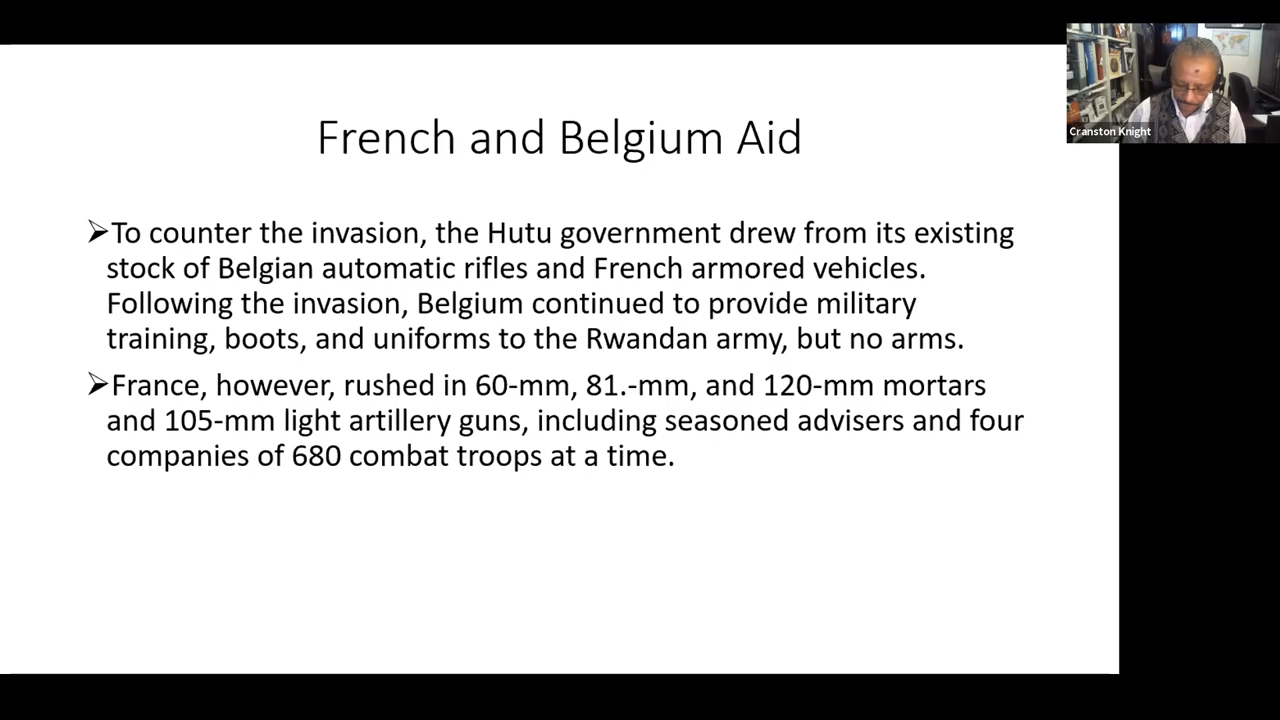 French and Belgium Aid
➢To counter the invasion, the Hutu government drew from its existing
stock of Belgian automatic rifles and French armored vehicles.
Following the invasion, Belgium continued to provide military
training, boots, and uniforms to the Rwandan army, but no arms.
➢France, however, rushed in 60-mm, 81.-mm, and 120-mm mortars
and 105-mm light artillery guns, including seasoned advisers and four
companies of 680 combat troops at a time.
Cranston Knight